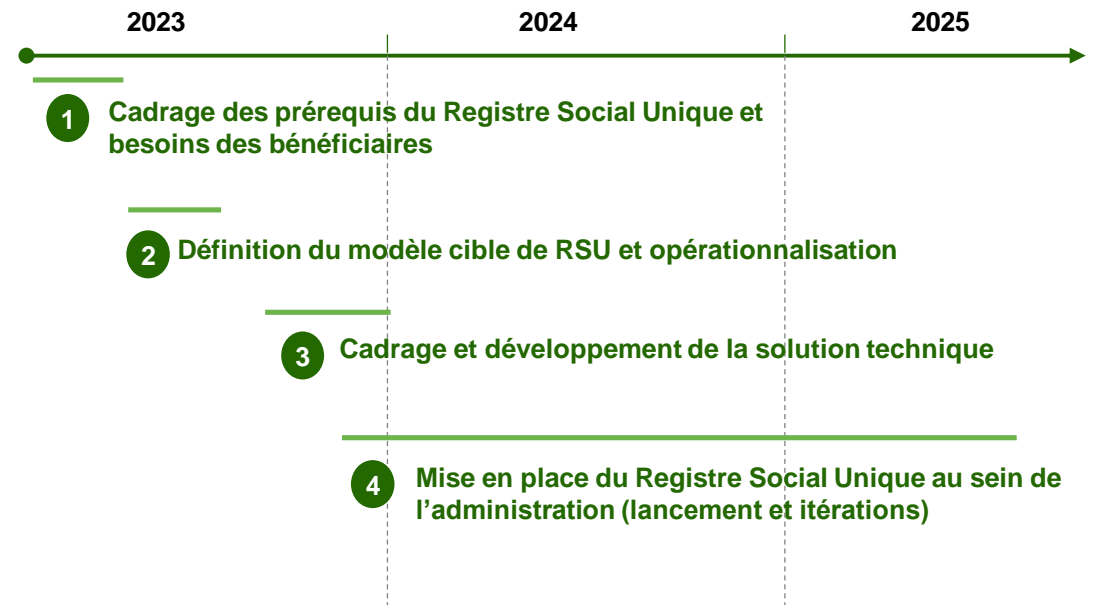 2023 2024 2025
1 Cadrage des prérequis du Registre Social Unique et
besoins des bénéficiaires
2 Définition du modèle cible de RSU et opérationnalisation
3 Cadrage et développement de la solution technique
4 Mise en place du Registre Social Unique au sein de
l’administration (lancement et itérations)